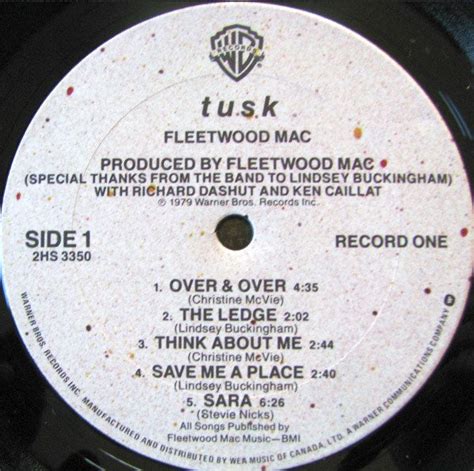 WB
RECORDS
tusk
FLEETWOOD MAC
PRODUCED BY FLEETWOOD MAC
(SPECIAL THANKS FROM THE BAND TO LINDSEY BUCKINGHAM)
WITH RICHARD DASHUT AND KEN CAILLAT
℗ 1979 Warner Bros. Records Inc.
SIDE 1
2HS 3350
RECORD ONE
1. OVER & OVER 4:35
(Christine McVie)
2. THE LEDGE 2:02
(Lindsey Buckingham)
3. THINK ABOUT ME 2:44
(Christine McVie)
4. SAVE ME A PLACE 2:40
(Lindsey Buckingham)
5. SARA 6:26
(Stevie Nicks)
All Songs Published by
Fleetwood Mac Music—BMI
WARNER BROS. RECORDS INC. A WARNER COMMUNICATIONS COMPANY
MANUFACTURED AND DISTRIBUTED BY WEA MUSIC OF CANADA, LTD.